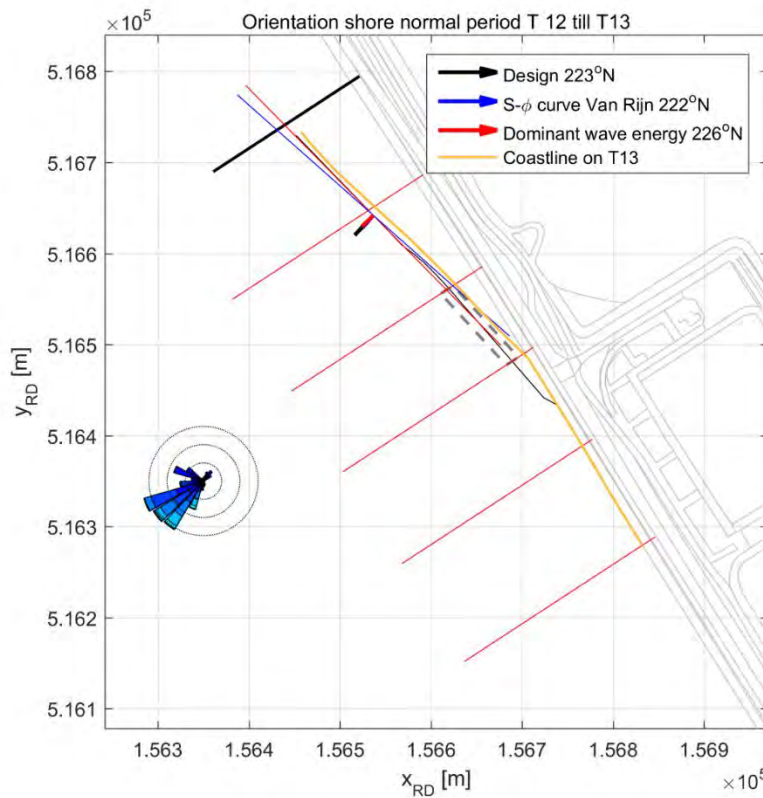 × 10⁵
Orientation shore normal period T 12 till T13
Design 223°N
S-ϕ curve Van Rijn 222°N
Dominant wave energy 226°N
Coastline on T13
5.168
5.167
5.166
5.165
5.164
5.163
5.162
5.161
y_RD [m]
1.563 1.564 1.565 1.566 1.567 1.568 1.569
x_RD [m]
× 10⁵